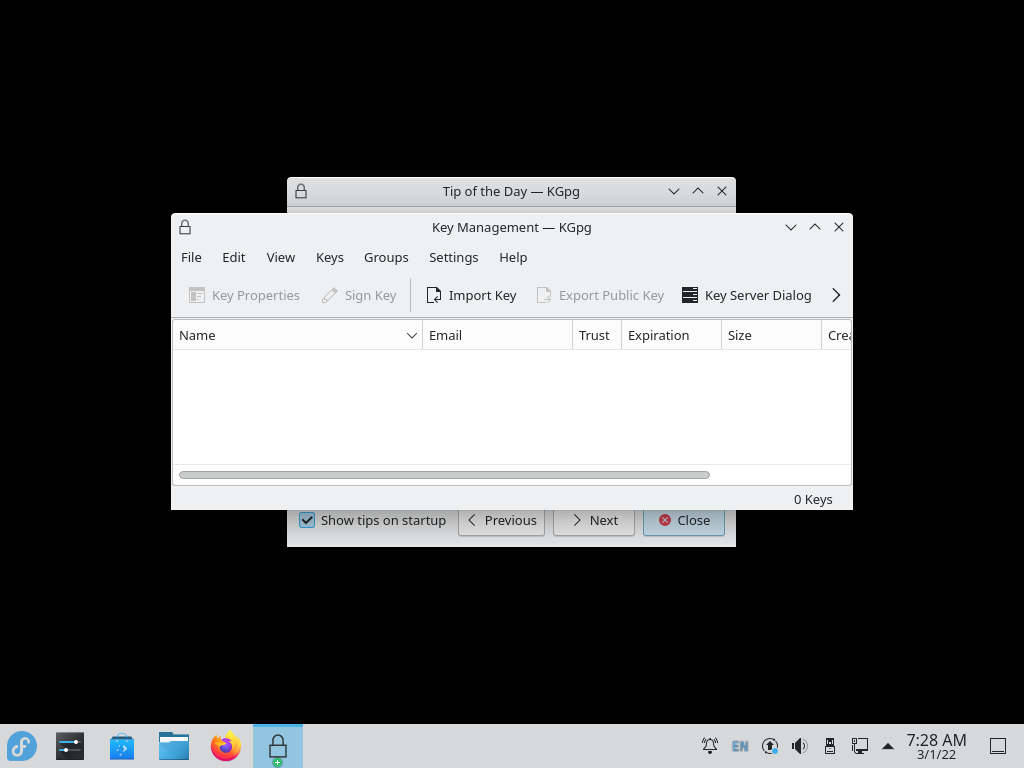 Tip of the Day — KGpg
Key Management — KGpg
File Edit View Keys Groups Settings Help
Key Properties Sign Key Import Key Export Public Key Key Server Dialog
Name Email Trust Expiration Size Crea
0 Keys
Show tips on startup Previous Next Close
EN
7:28 AM
3/1/22